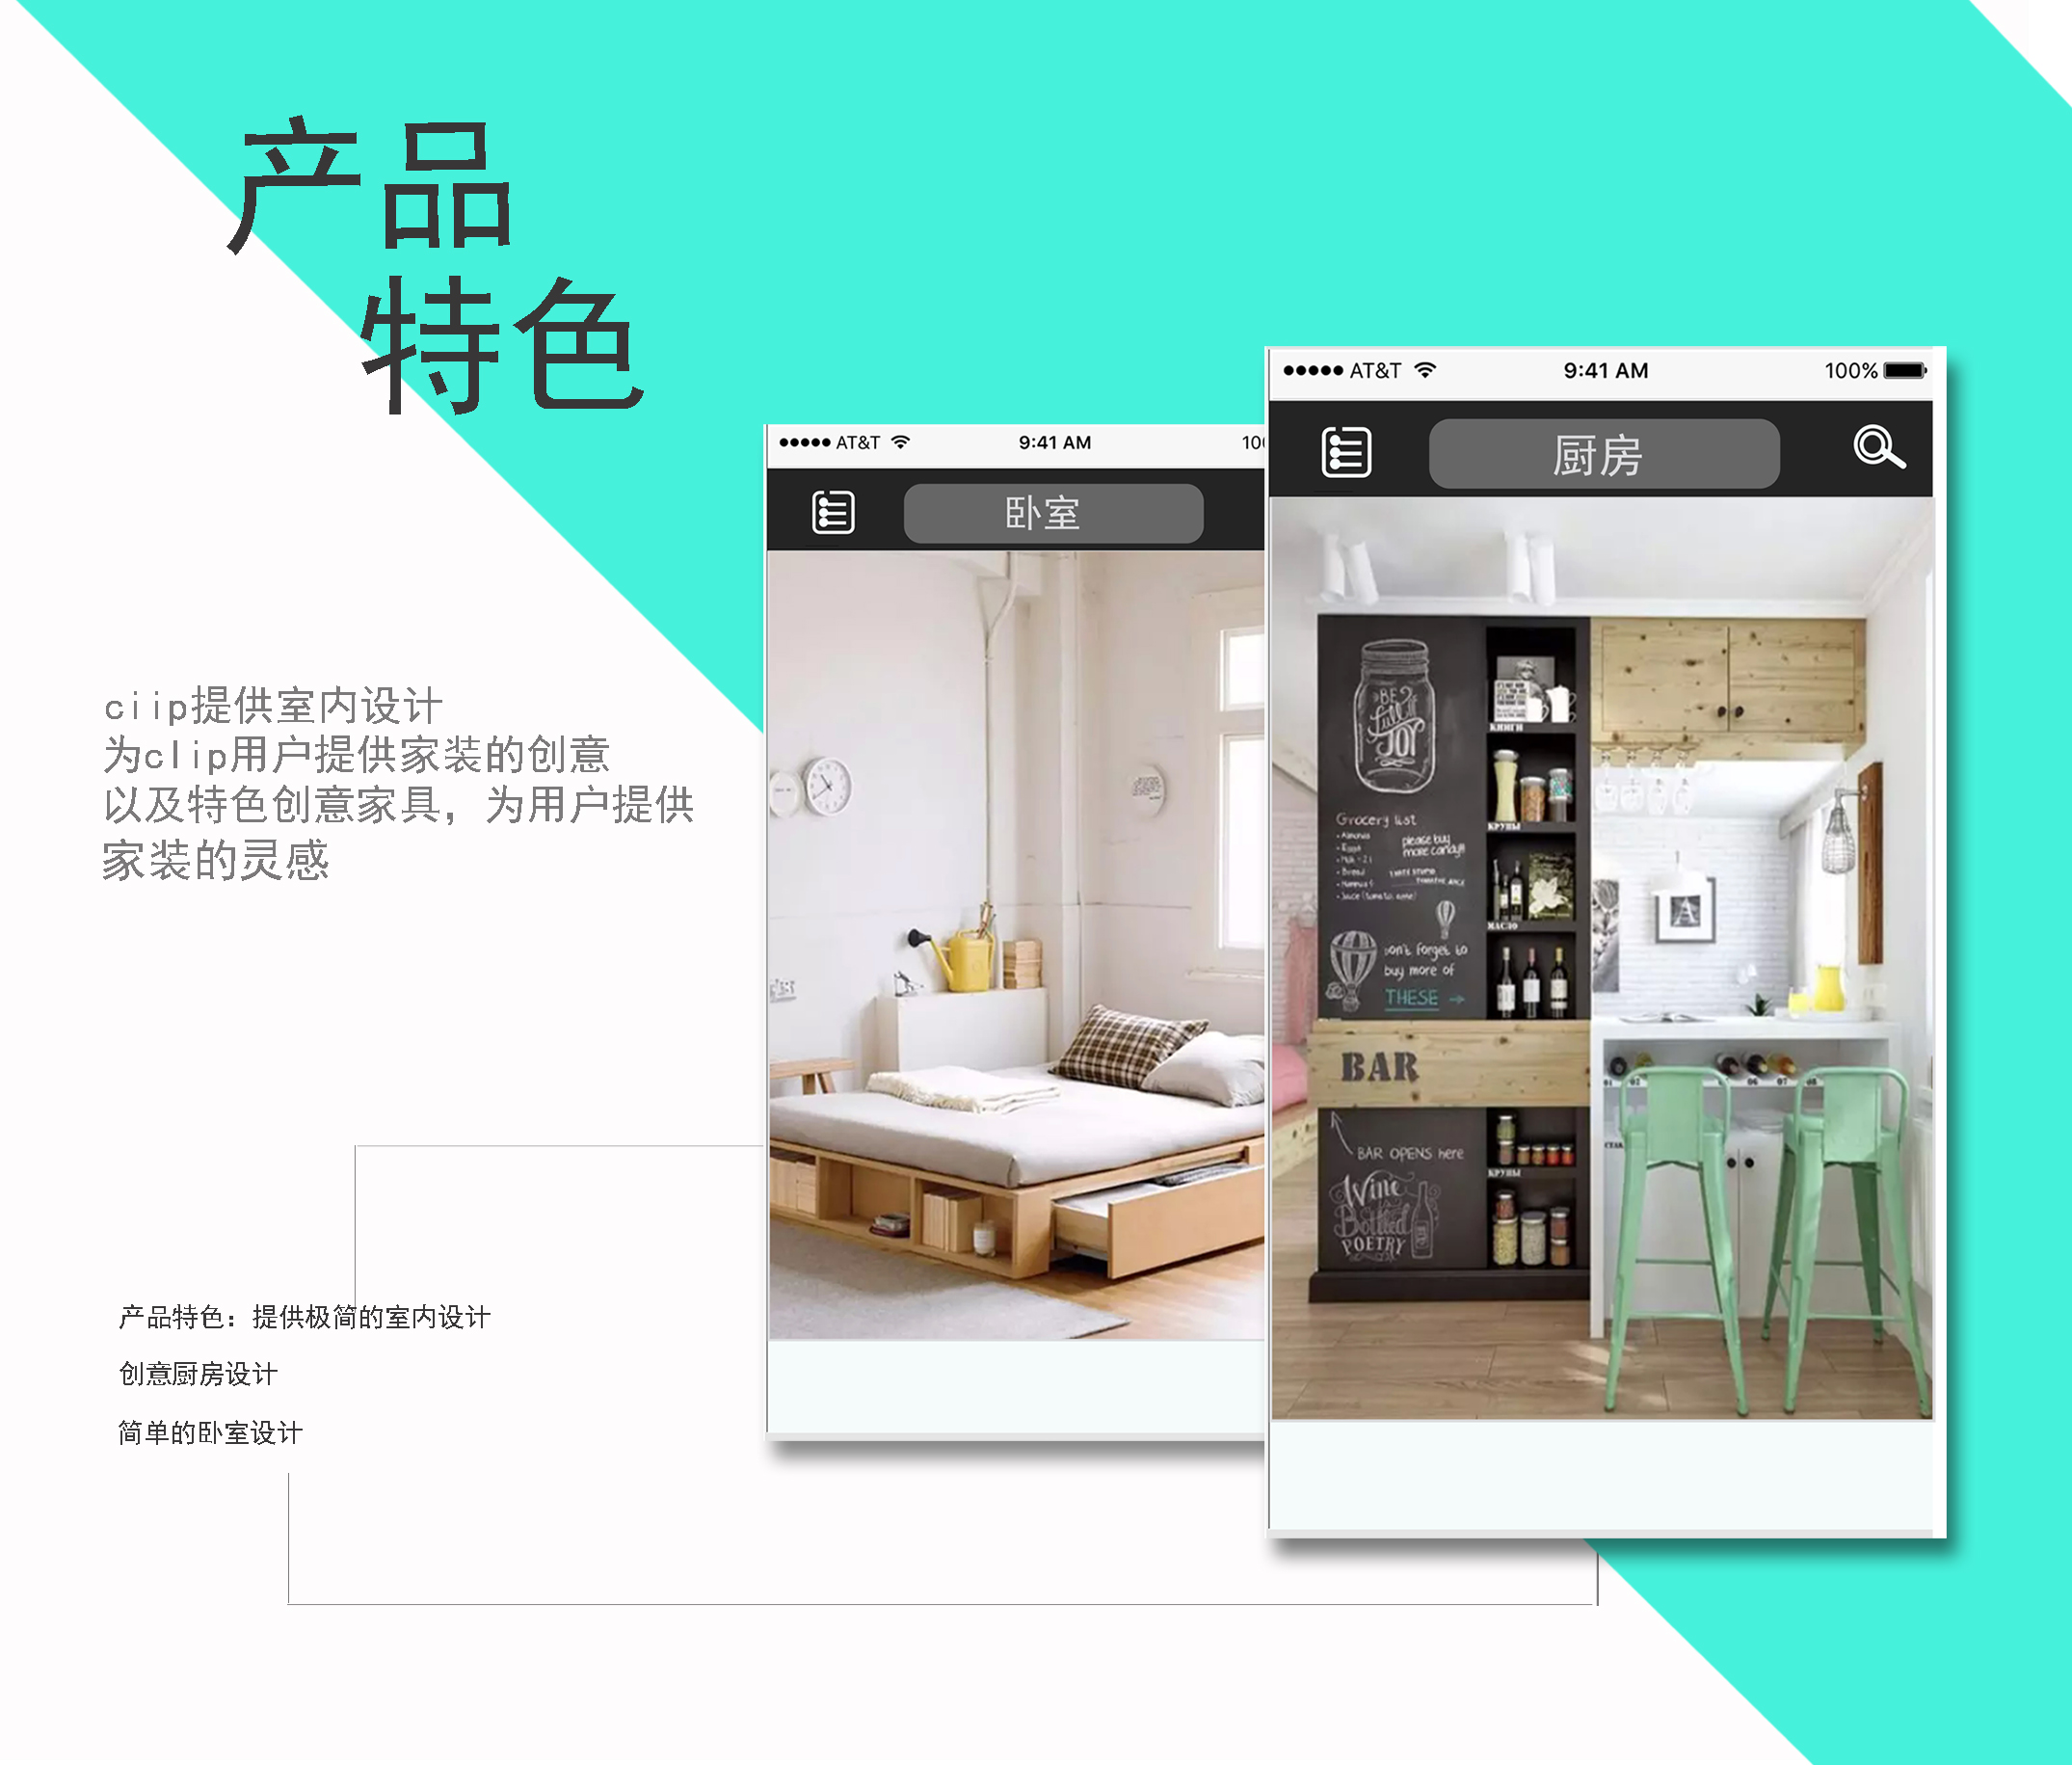 产品
特色
ciip提供室内设计
为clip用户提供家装的创意
以及特色创意家具，为用户提供
家装的灵感
产品特色：提供极简的室内设计
创意厨房设计
简单的卧室设计
AT&T
9:41 AM
卧室
AT&T
9:41 AM
100%
厨房
BE
full of
JOY
КНИГИ
Grocery list
please buy
more candy!!
КРУПЫ
МАСЛО
Don't forget to
buy more of
THESE
A
BAR
BAR OPENS here
КРУПЫ
Wine
Bottled
POETRY